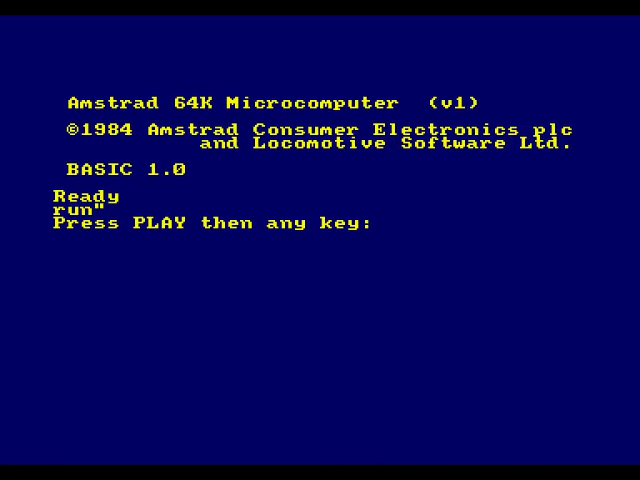 Amstrad 64K Microcomputer (v1)
©1984 Amstrad Consumer Electronics plc
and Locomotive Software Ltd.
BASIC 1.0
Ready
run"
Press PLAY then any key: